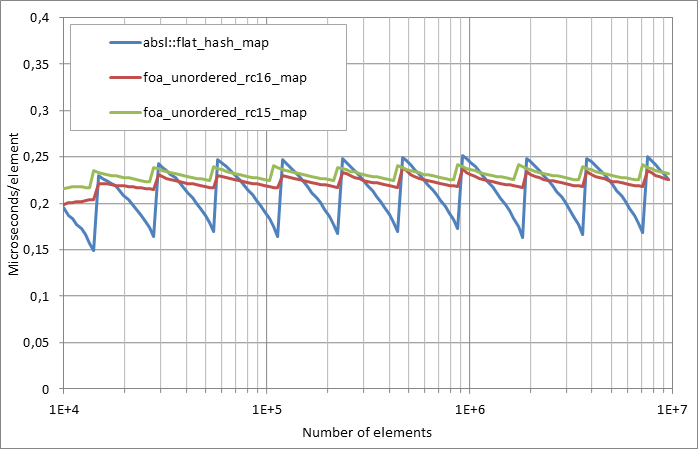 0,4
0,35
0,3
0,25
0,2
0,15
0,1
0,05
0
Microseconds/element
absl::flat_hash_map
foa_unordered_rc16_map
foa_unordered_rc15_map
1E+4 1E+5 1E+6 1E+7
Number of elements